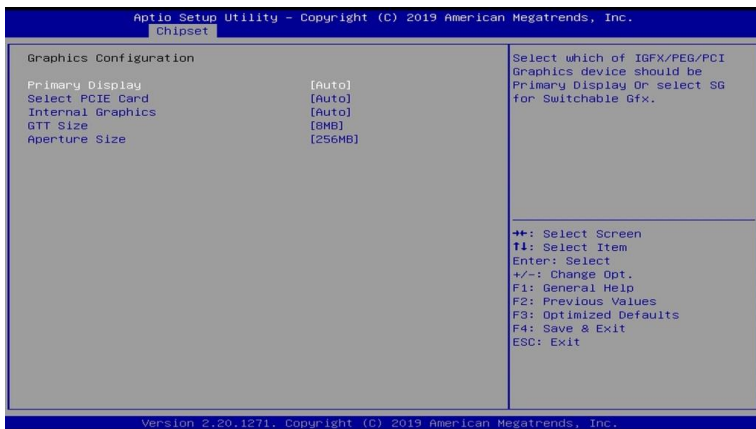 Aptio Setup Utility – Copyright (C) 2019 American Megatrends, Inc.
Chipset
Graphics Configuration
Primary Display [Auto]
Select PCIE Card [Auto]
Internal Graphics [Auto]
GTT Size [8MB]
Aperture Size [256MB]
Select which of IGFX/PEG/PCI
Graphics device should be
Primary Display Or select SG
for Switchable Gfx.
→←: Select Screen
↑↓: Select Item
Enter: Select
+/-: Change Opt.
F1: General Help
F2: Previous Values
F3: Optimized Defaults
F4: Save & Exit
ESC: Exit
Version 2.20.1271. Copyright (C) 2019 American Megatrends, Inc.